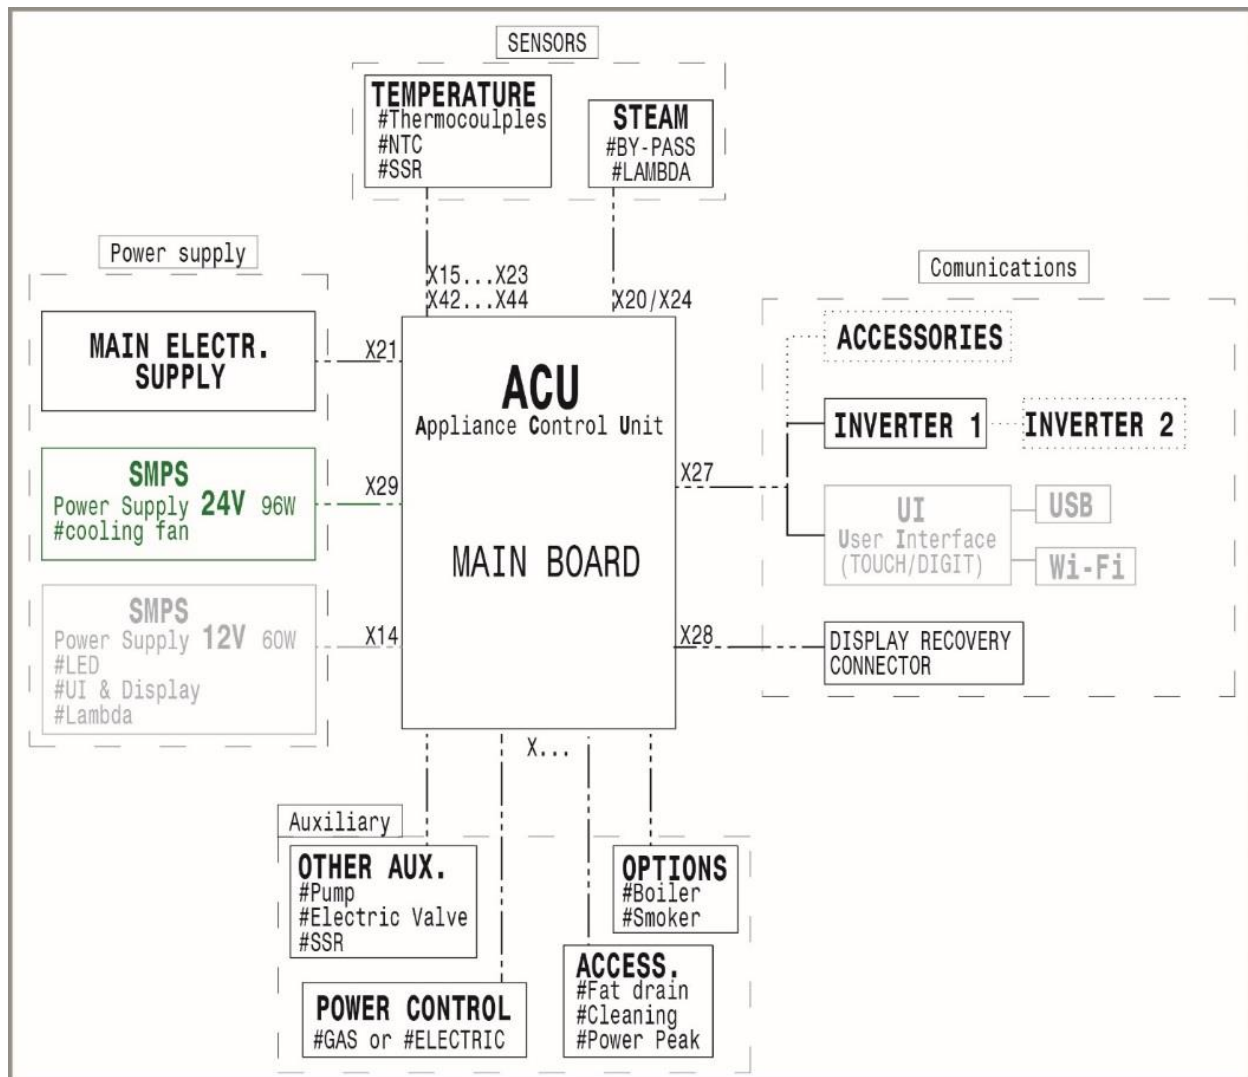 SENSORS
TEMPERATURE
#Thermocoulples
#NTC
#SSR
STEAM
#BY-PASS
#LAMBDA
Power supply
X15...X23
X42...X44
X20/X24
Comunications
MAIN ELECTR.
SUPPLY
X21
ACU
Appliance Control Unit
MAIN BOARD
ACCESSORIES
INVERTER 1
INVERTER 2
SMPS
Power Supply 24V 96W
#cooling fan
X29
X27
UI
User Interface
(TOUCH/DIGIT)
USB
Wi-Fi
SMPS
Power Supply 12V 60W
#LED
#UI & Display
#Lambda
X14
X28
DISPLAY RECOVERY
CONNECTOR
X...
Auxiliary
OTHER AUX.
#Pump
#Electric Valve
#SSR
OPTIONS
#Boiler
#Smoker
POWER CONTROL
#GAS or #ELECTRIC
ACCESS.
#Fat drain
#Cleaning
#Power Peak